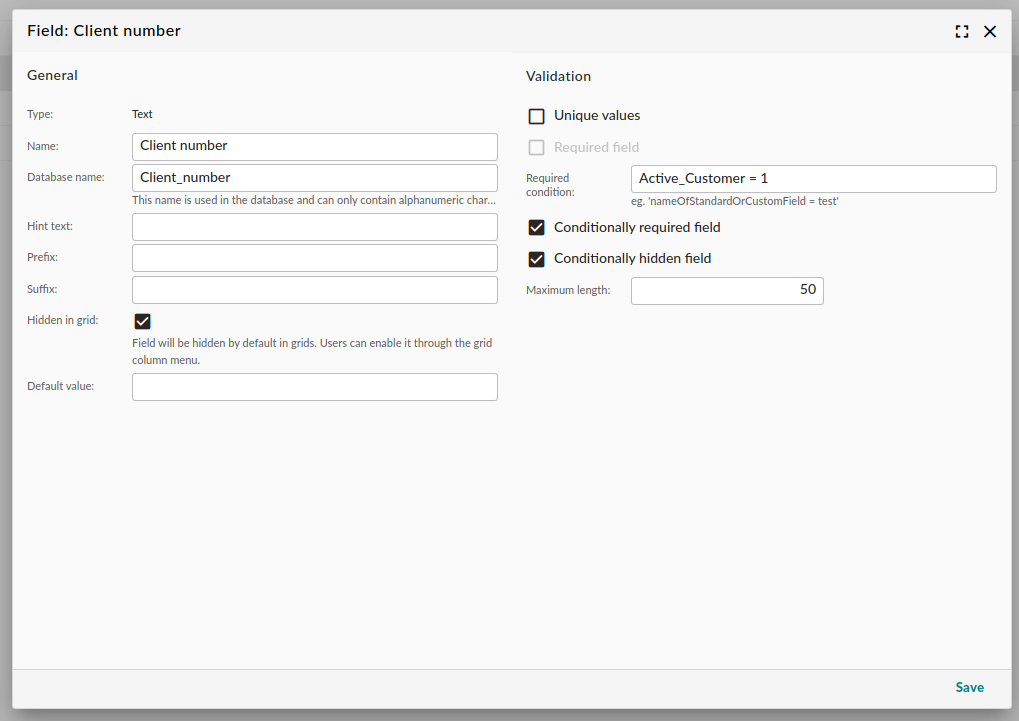 Field: Client number
General
Type:
Text
Name:
Client number
Database name:
Client_number
This name is used in the database and can only contain alphanumeric char...
Hint text:
Prefix:
Suffix:
Hidden in grid:
Field will be hidden by default in grids. Users can enable it through the grid
column menu.
Default value:
Validation
Unique values
Required field
Required
condition:
Active_Customer = 1
eg. 'nameOfStandardOrCustomField = test'
Conditionally required field
Conditionally hidden field
Maximum length:
50
Save